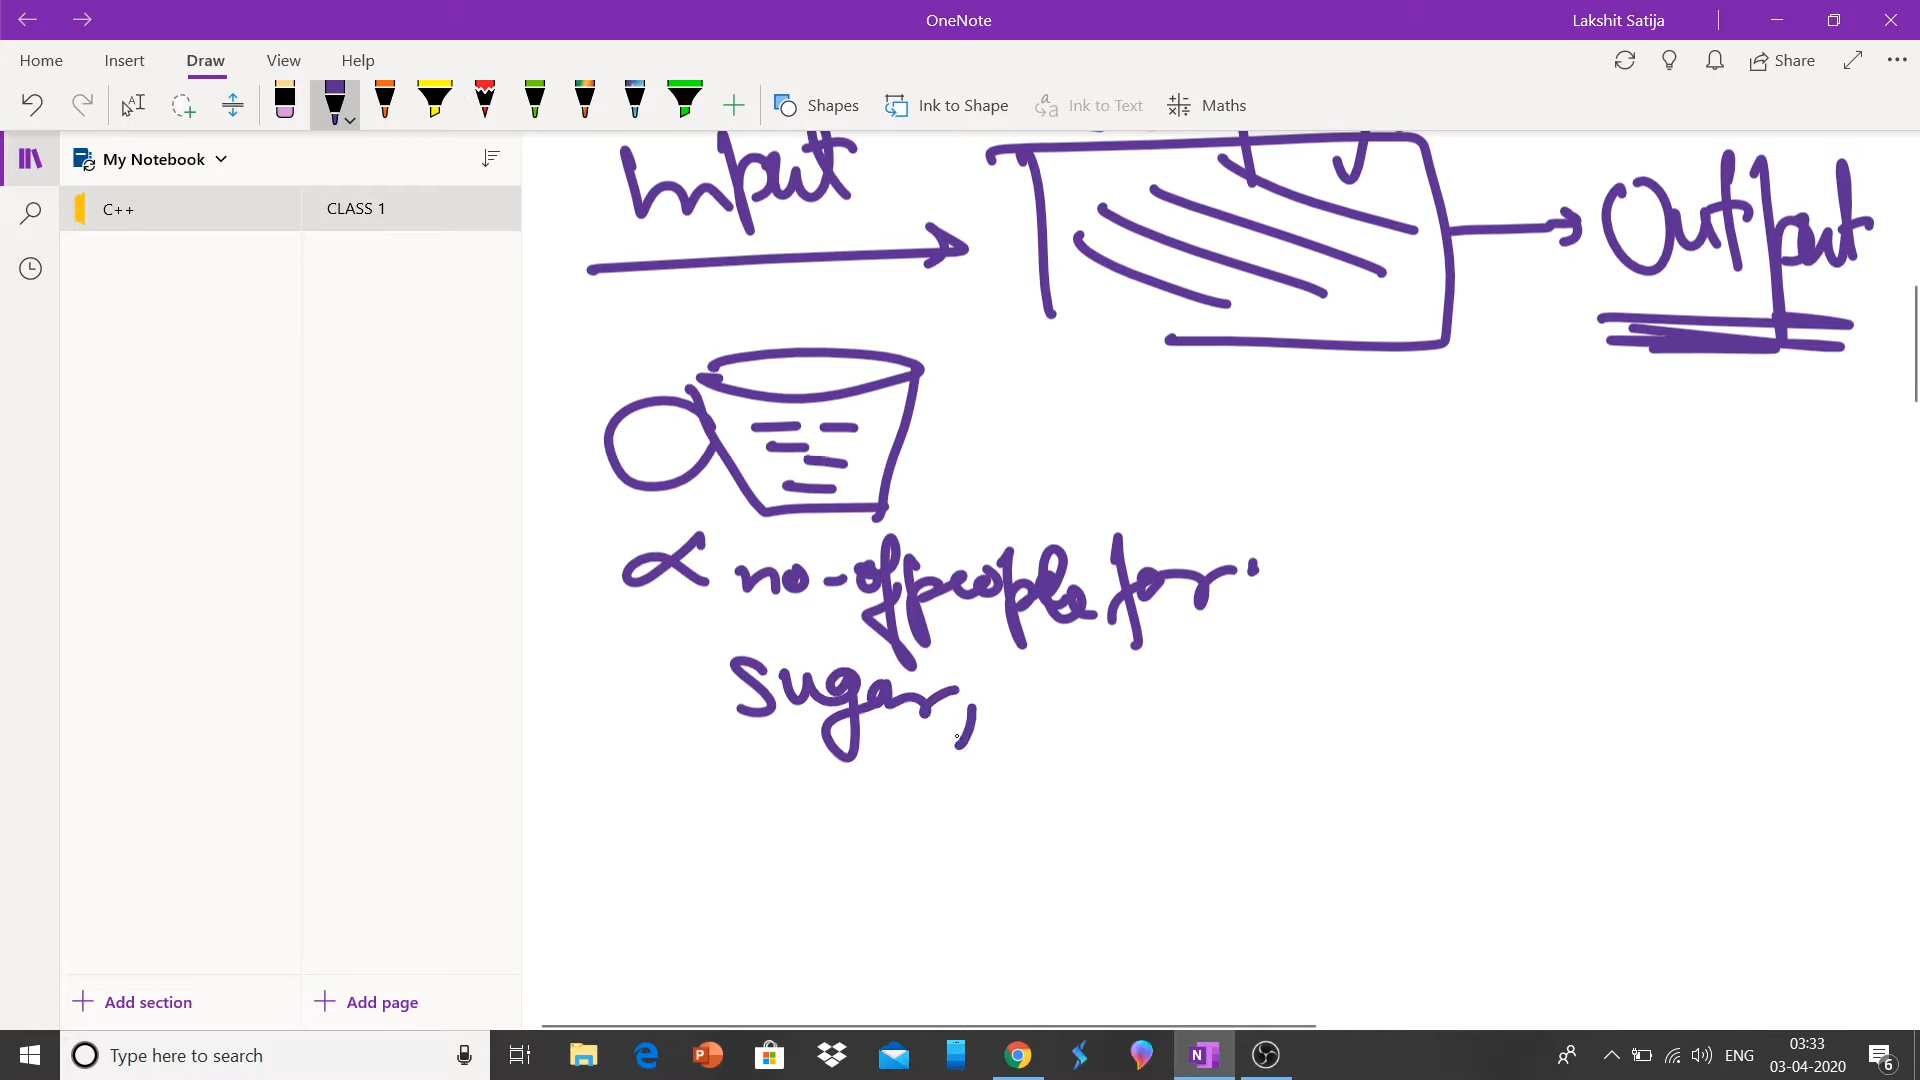 OneNote
Lakshit Satija
Home Insert Draw View Help
Share
Shapes Ink to Shape Ink to Text Maths
My Notebook
C++ CLASS 1
Input
Output
∝ no-of people for
sugar,
Add section Add page
Type here to search
ENG
03:33
03-04-2020
6